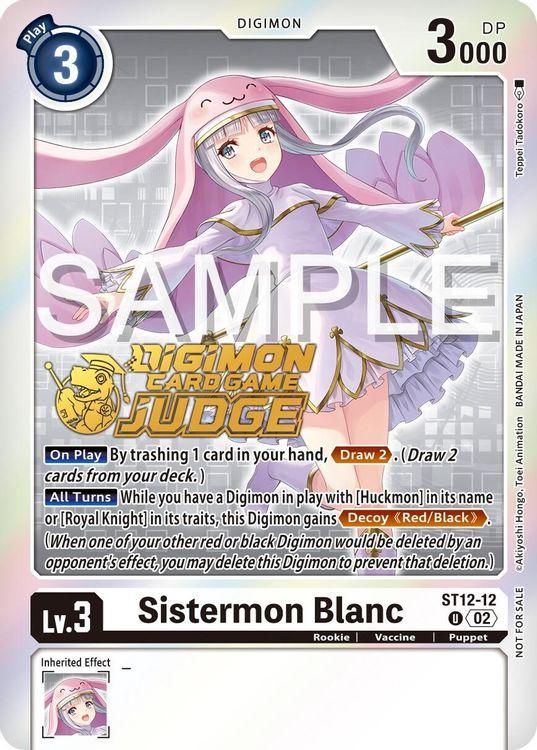 Play
3
DIGIMON
DP
3000
Teppei Tadokoro
SAMPLE
DIGIMON
CARD GAME
JUDGE
On Play By trashing 1 card in your hand, Draw 2. (Draw 2
cards from your deck.)
All Turns While you have a Digimon in play with [Huckmon] in its name
or [Royal Knight] in its traits, this Digimon gains Decoy《Red/Black》.
(When one of your other red or black Digimon would be deleted by an
opponent's effect, you may delete this Digimon to prevent that deletion.)
©Akiyoshi Hongo, Toei Animation BANDAI MADE IN JAPAN
NOT FOR SALE
Lv.3
Sistermon Blanc
ST12-12
U 02
Rookie | Vaccine | Puppet
Inherited Effect
–